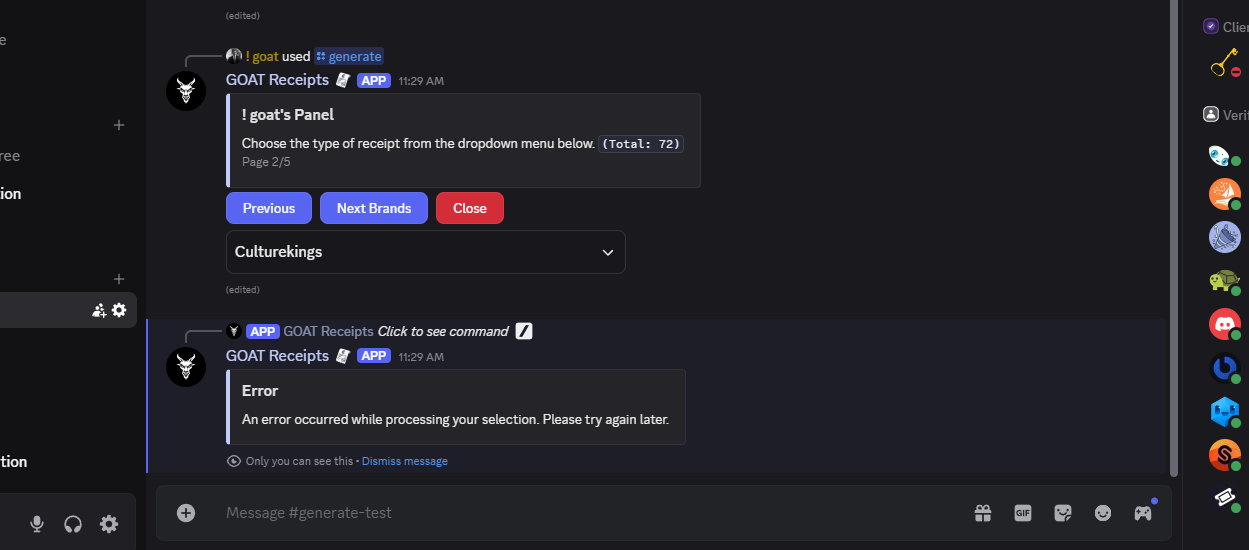 (edited)
! goat used generate
GOAT Receipts APP 11:29 AM
! goat's Panel
Choose the type of receipt from the dropdown menu below. (Total: 72)
Page 2/5
Previous Next Brands Close
Culturekings
(edited)
APP GOAT Receipts Click to see command
GOAT Receipts APP 11:29 AM
Error
An error occurred while processing your selection. Please try again later.
Only you can see this • Dismiss message
Message #generate-test
GIF
e
ree
tion
tion
Clien
Verif